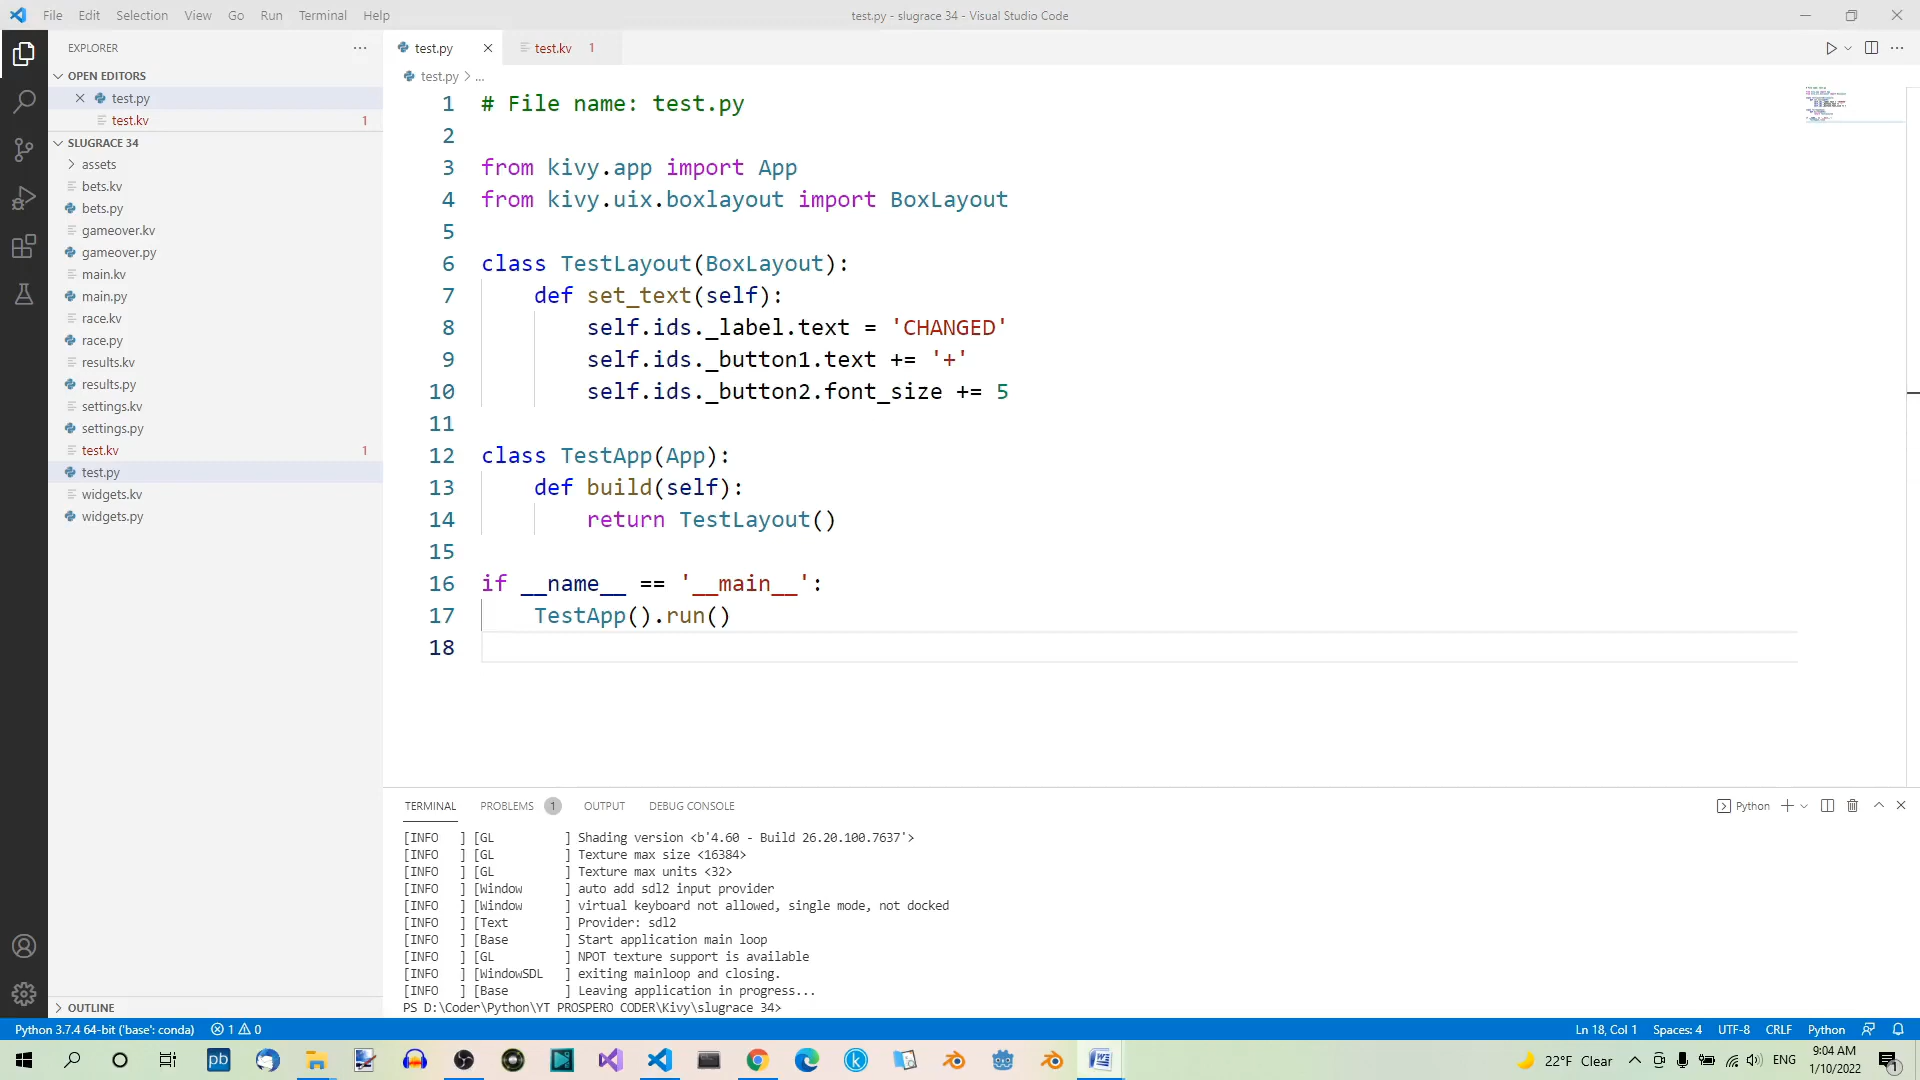 File Edit Selection View Go Run Terminal Help
test.py - slugrace 34 - Visual Studio Code
EXPLORER
OPEN EDITORS
test.py
test.kv 1
SLUGRACE 34
assets
bets.kv
bets.py
gameover.kv
gameover.py
main.kv
main.py
race.kv
race.py
results.kv
results.py
settings.kv
settings.py
test.kv 1
test.py
widgets.kv
widgets.py
OUTLINE
test.py test.kv 1
test.py > ...
1 # File name: test.py
2
3 from kivy.app import App
4 from kivy.uix.boxlayout import BoxLayout
5
6 class TestLayout(BoxLayout):
7 def set_text(self):
8 self.ids._label.text = 'CHANGED'
9 self.ids._button1.text += '+'
10 self.ids._button2.font_size += 5
11
12 class TestApp(App):
13 def build(self):
14 return TestLayout()
15
16 if __name__ == '__main__':
17 TestApp().run()
18
TERMINAL PROBLEMS 1 OUTPUT DEBUG CONSOLE
Python
[INFO ] [GL ] Shading version <b'4.60 - Build 26.20.100.7637'>
[INFO ] [GL ] Texture max size <16384>
[INFO ] [GL ] Texture max units <32>
[INFO ] [Window ] auto add sdl2 input provider
[INFO ] [Window ] virtual keyboard not allowed, single mode, not docked
[INFO ] [Text ] Provider: sdl2
[INFO ] [Base ] Start application main loop
[INFO ] [GL ] NPOT texture support is available
[INFO ] [WindowSDL ] exiting mainloop and closing.
[INFO ] [Base ] Leaving application in progress...
PS D:\Coder\Python\YT PROSPERO CODER\Kivy\slugrace 34>
Python 3.7.4 64-bit ('base': conda) 1 0
Ln 18, Col 1 Spaces: 4 UTF-8 CRLF Python
pb
22°F Clear
ENG
9:04 AM
1/10/2022
1